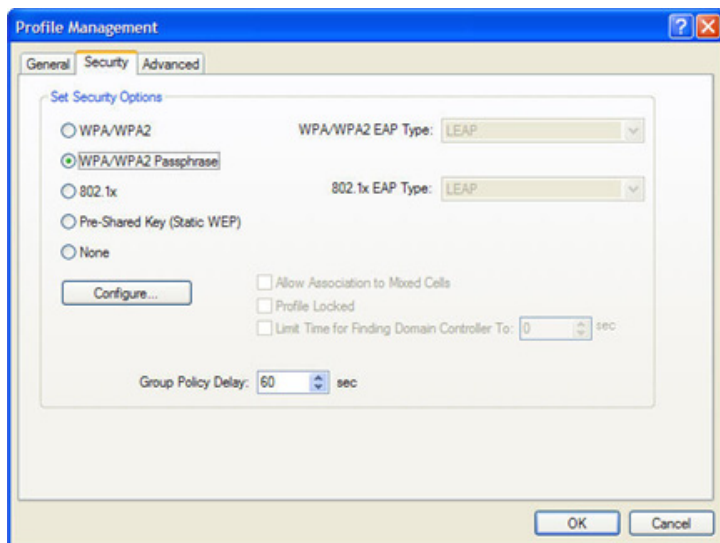 Profile Management
General Security Advanced
Set Security Options
WPA/WPA2 WPA/WPA2 EAP Type: LEAP
WPA/WPA2 Passphrase
802.1x 802.1x EAP Type: LEAP
Pre-Shared Key (Static WEP)
None
Configure... Allow Association to Mixed Cells
Profile Locked
Limit Time for Finding Domain Controller To: 0 sec
Group Policy Delay: 60 sec
OK Cancel